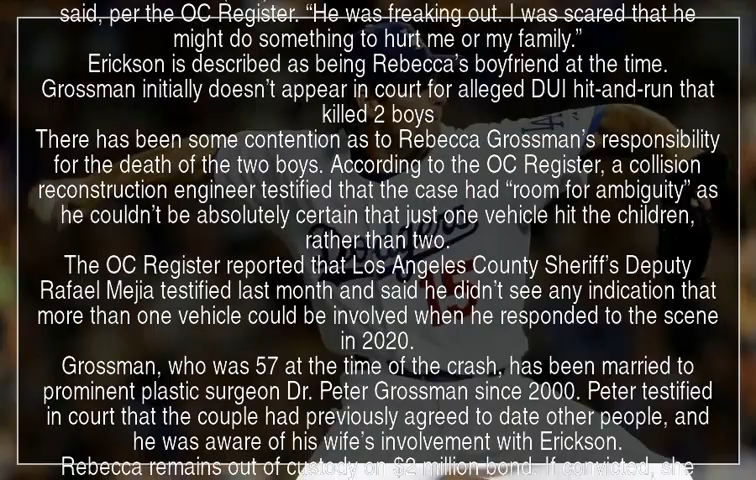 said, per the OC Register. “He was freaking out. I was scared that he
might do something to hurt me or my family.”
Erickson is described as being Rebecca’s boyfriend at the time.
Grossman initially doesn’t appear in court for alleged DUI hit-and-run that
killed 2 boys
There has been some contention as to Rebecca Grossman’s responsibility
for the death of the two boys. According to the OC Register, a collision
reconstruction engineer testified that the case had “room for ambiguity” as
he couldn’t be absolutely certain that just one vehicle hit the children,
rather than two.
The OC Register reported that Los Angeles County Sheriff’s Deputy
Rafael Mejia testified last month and said he didn’t see any indication that
more than one vehicle could be involved when he responded to the scene
in 2020.
Grossman, who was 57 at the time of the crash, has been married to
prominent plastic surgeon Dr. Peter Grossman since 2000. Peter testified
in court that the couple had previously agreed to date other people, and
he was aware of his wife’s involvement with Erickson.
Rebecca remains out of custody on $2 million bond. If convicted, she
Dodgers
15
LA